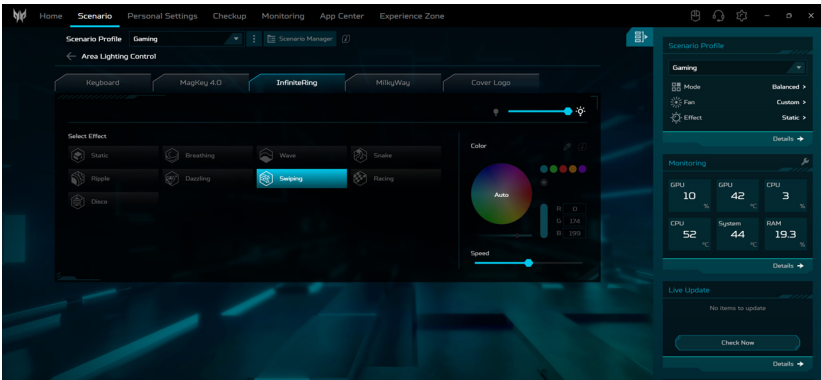 Home Scenario Personal Settings Checkup Monitoring App Center Experience Zone
Scenario Profile Gaming Scenario Manager
Area Lighting Control
Keyboard MagKey 4.0 InfiniteRing MilkyWay Cover Logo
Select Effect
Static Breathing Wave Snake
Ripple Dazzling Swiping Racing
Disco
Color
Auto
R 0
G 134
B 199
Speed
Scenario Profile
Gaming
Mode Balanced >
Fan Custom >
Effect Static >
Details
Monitoring
GPU GPU CPU
10 % 42 °C 3 %
CPU System RAM
52 °C 44 °C 19.3 %
Details
Live Update
No items to update
Check Now
Details